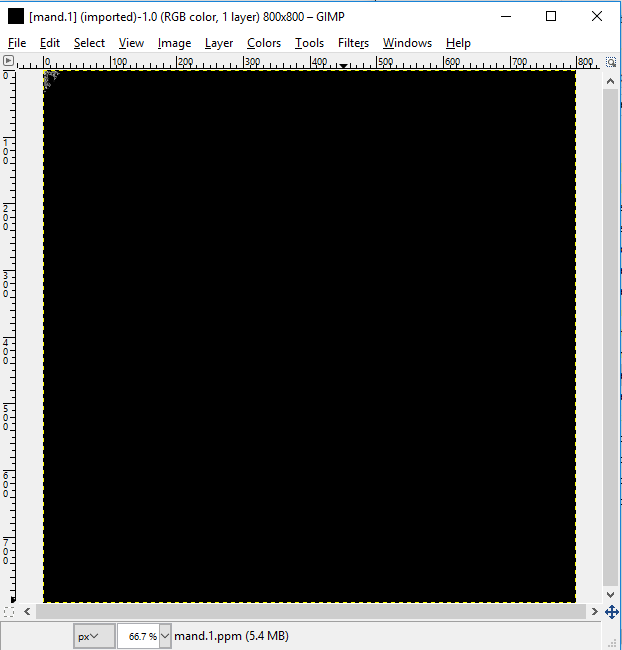 [mand.1] (imported)-1.0 (RGB color, 1 layer) 800x800 – GIMP
File Edit Select View Image Layer Colors Tools Filters Windows Help
0 100 200 300 400 500 600 700 800
0
100
200
300
400
500
600
700
px 66.7 % mand.1.ppm (5.4 MB)